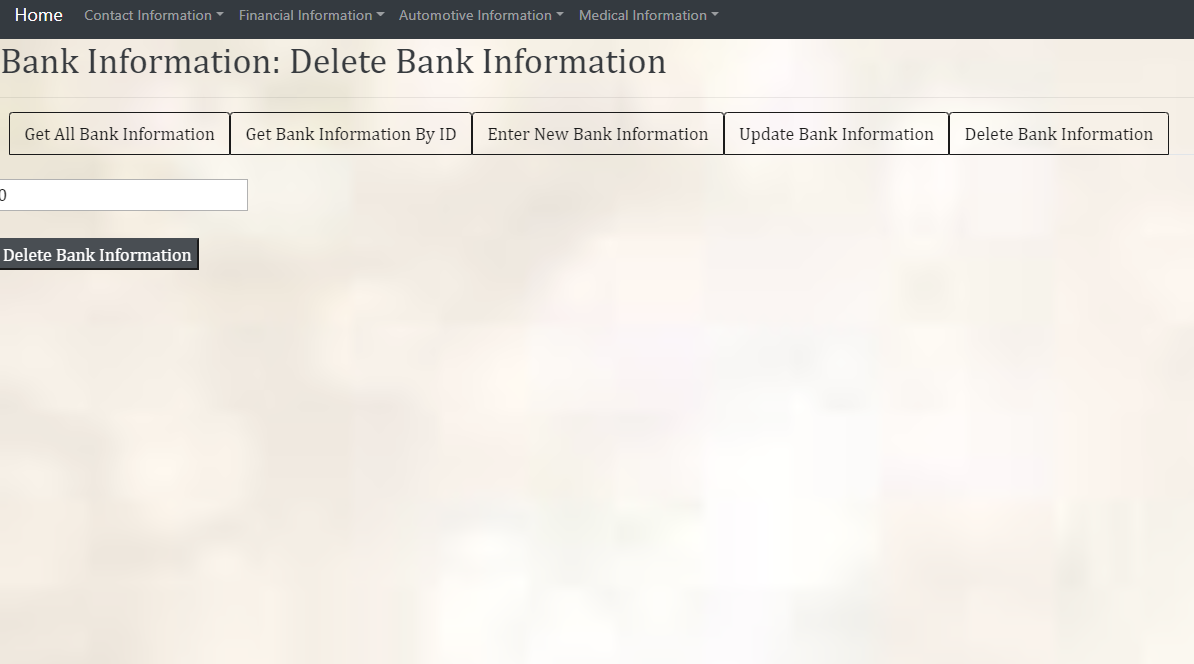 Home Contact Information Financial Information Automotive Information Medical Information
Bank Information: Delete Bank Information
Get All Bank Information Get Bank Information By ID Enter New Bank Information Update Bank Information Delete Bank Information
0
Delete Bank Information